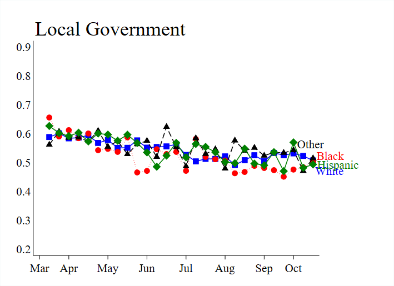 Local Government
0.9
0.8
0.7
0.6
0.5
0.4
0.3
0.2
Other
Black
Hispanic
White
Mar Apr May Jun Jul Aug Sep Oct